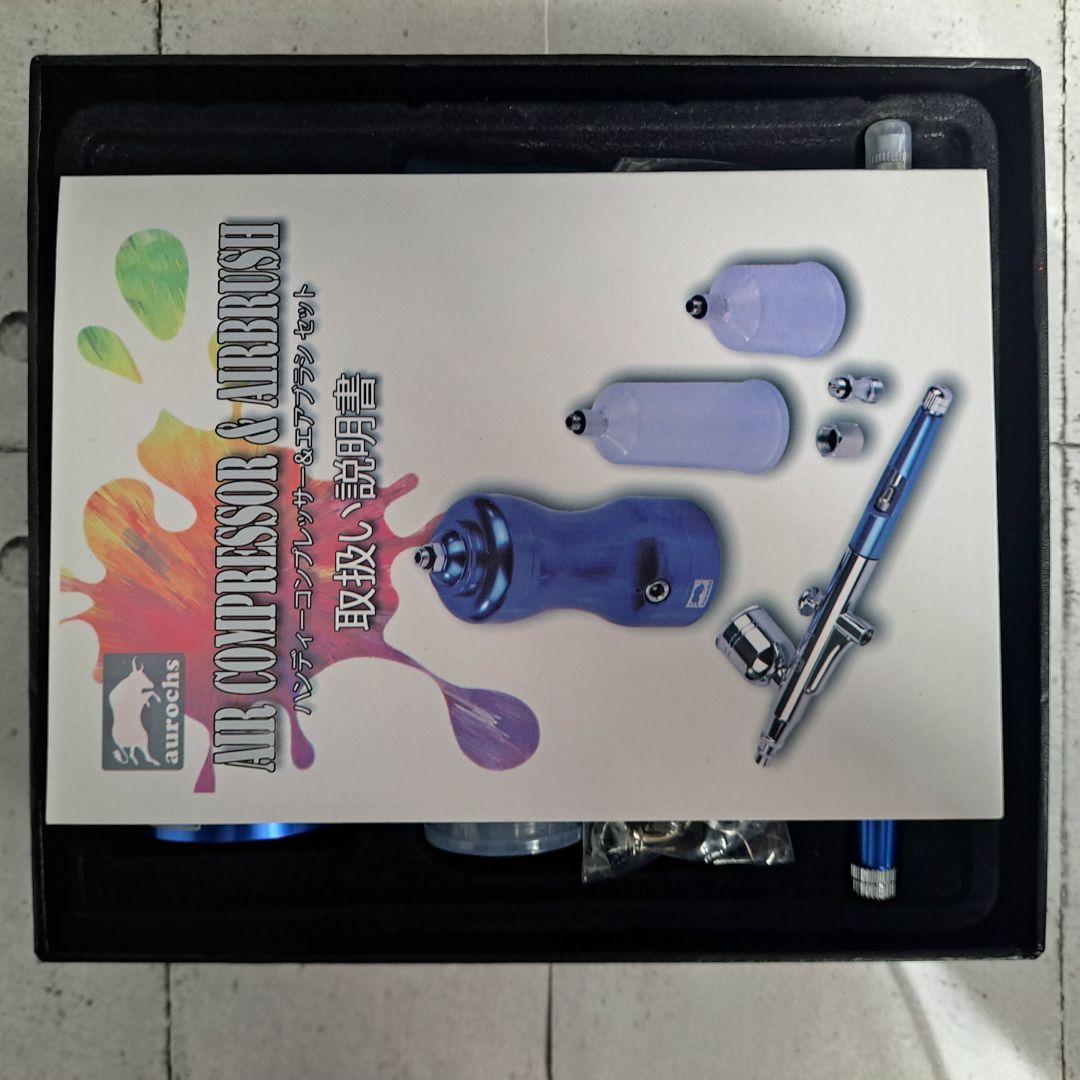 aurochs
AIR COMPRESSOR & AIRBRUSH
ハンディーコンプレッサー&エアブラシ セット
取扱い説明書